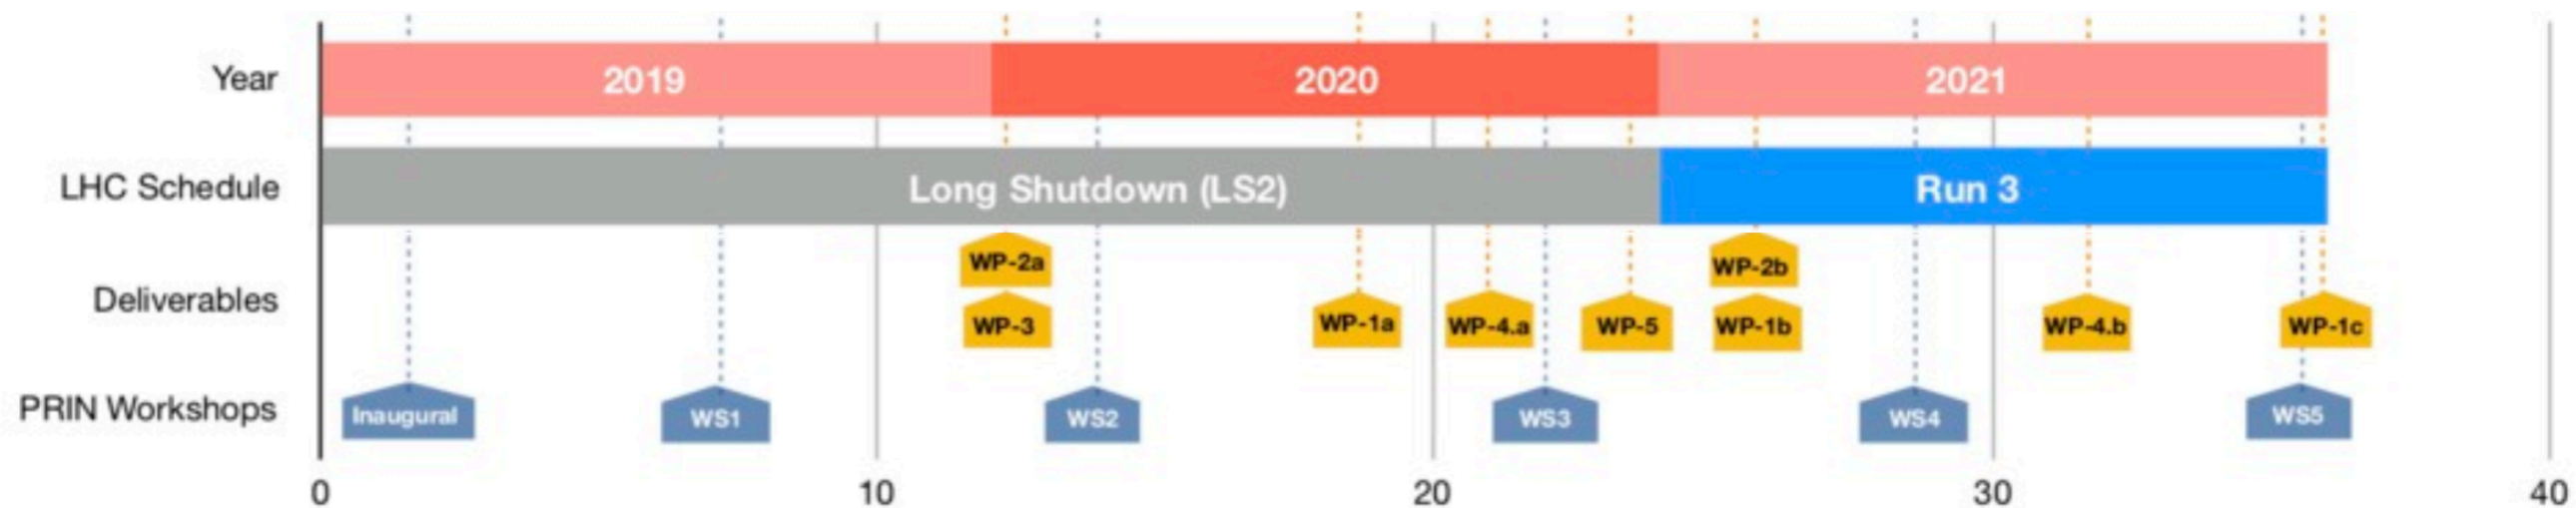 Year 2019 2020 2021
LHC Schedule Long Shutdown (LS2) Run 3
WP-2a WP-2b
Deliverables WP-3 WP-1a WP-4.a WP-5 WP-1b WP-4.b WP-1c
PRIN Workshops Inaugural WS1 WS2 WS3 WS4 WS5
0 10 20 30 40